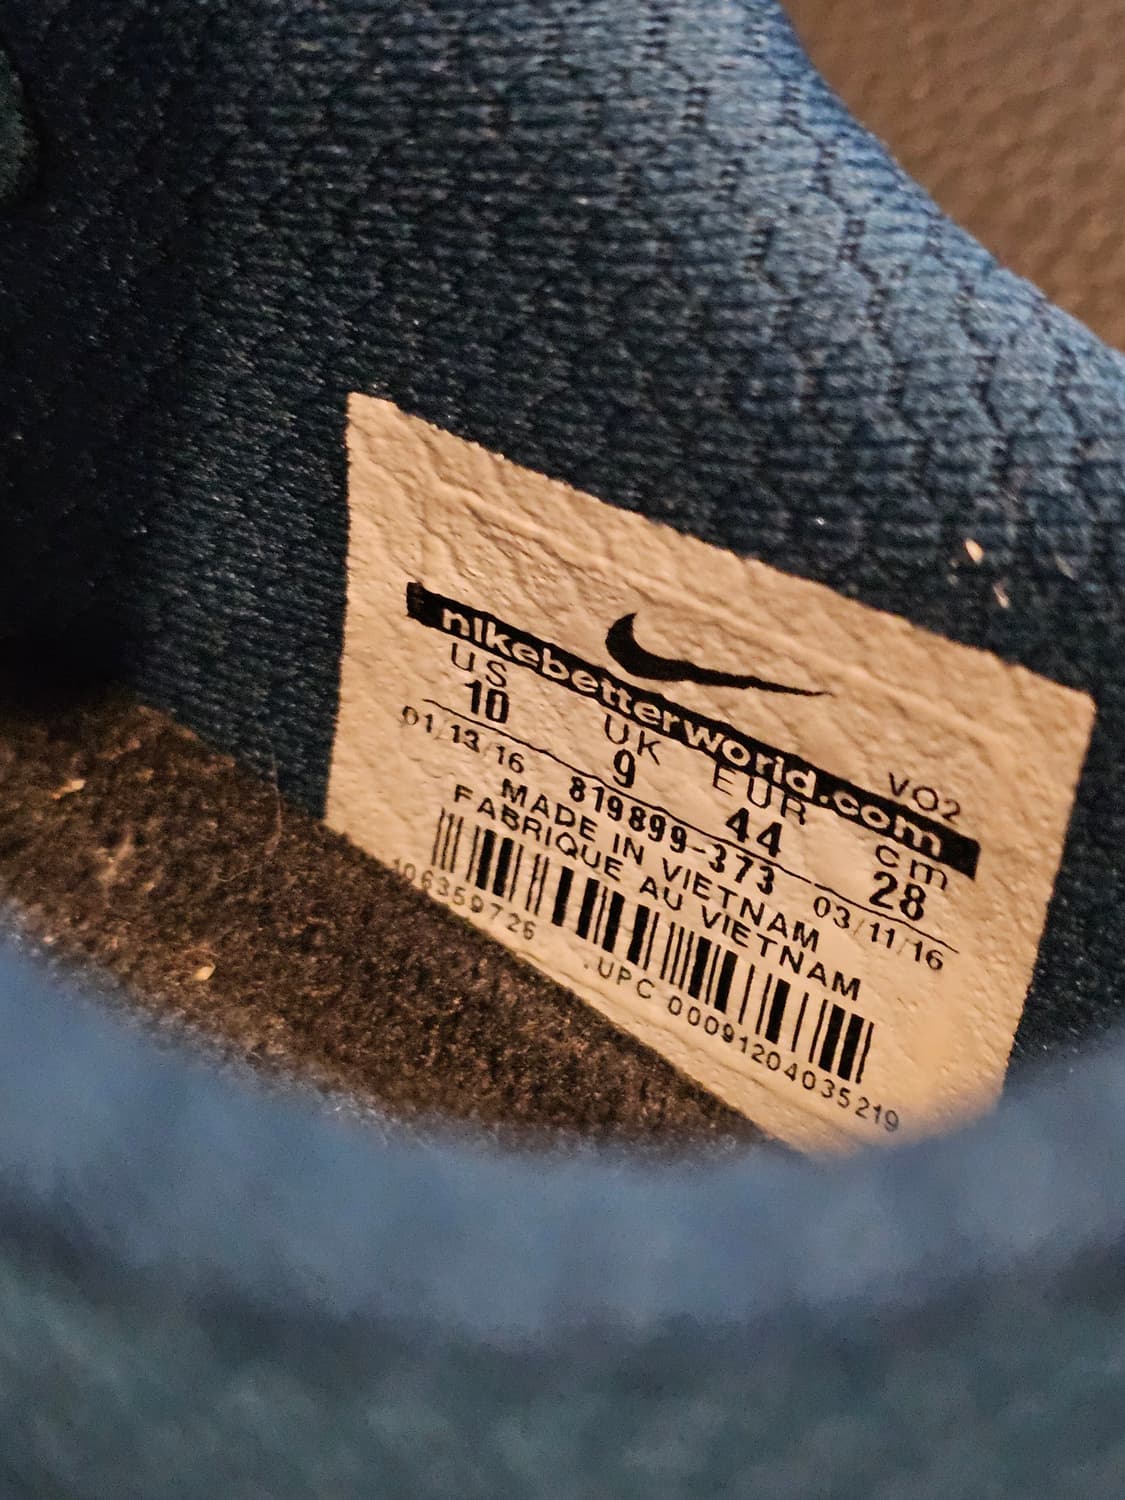 nikebetterworld.com
VO2
US UK EUR cm
10 9 44 28
01/13/16 819899-373 03/11/16
MADE IN VIETNAM
FABRIQUE AU VIETNAM
106359726
UPC 00091204035219